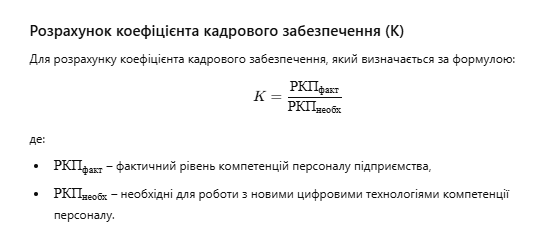 Розрахунок коефіцієнта кадрового забезпечення (К)
Для розрахунку коефіцієнта кадрового забезпечення, який визначається за формулою:
K = РКПфакт / РКПнеобх
де:
• РКПфакт – фактичний рівень компетенцій персоналу підприємства,
• РКПнеобх – необхідні для роботи з новими цифровими технологіями компетенції
персоналу.